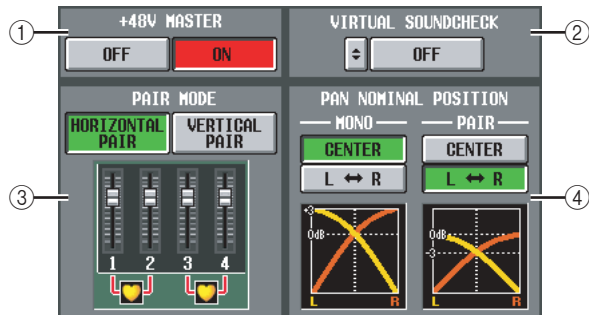 ① +48V MASTER
OFF ON
VIRTUAL SOUNDCHECK ②
OFF
③ PAIR MODE
HORIZONTAL PAIR
VERTICAL PAIR
1 2 3 4
PAN NOMINAL POSITION ④
MONO
CENTER
L ↔ R
+3
0dB
L R
PAIR
CENTER
L ↔ R
0dB
-3
L R